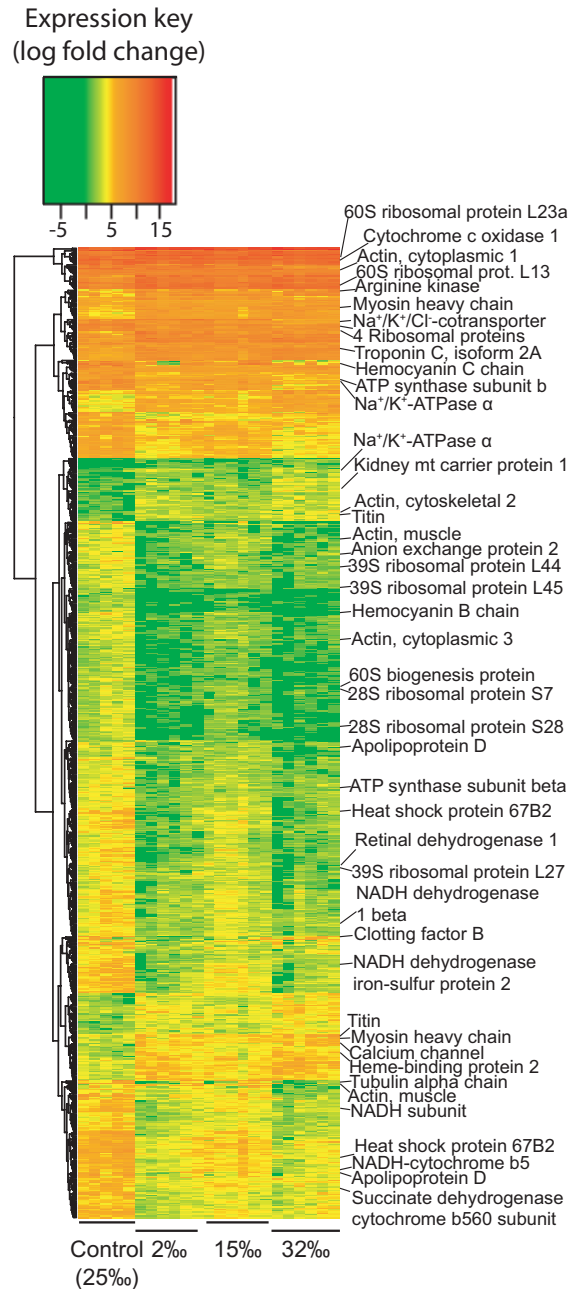 Expression key
(log fold change)
-5 5 15
60S ribosomal protein L23a
Cytochrome c oxidase 1
Actin, cytoplasmic 1
60S ribosomal prot. L13
Arginine kinase
Myosin heavy chain
Na⁺/K⁺/Cl⁻-cotransporter
4 Ribosomal proteins
Troponin C, isoform 2A
Hemocyanin C chain
ATP synthase subunit b
Na⁺/K⁺-ATPase α
Na⁺/K⁺-ATPase α
Kidney mt carrier protein 1
Actin, cytoskeletal 2
Titin
Actin, muscle
Anion exchange protein 2
39S ribosomal protein L44
39S ribosomal protein L45
Hemocyanin B chain
Actin, cytoplasmic 3
60S biogenesis protein
28S ribosomal protein S7
28S ribosomal protein S28
Apolipoprotein D
ATP synthase subunit beta
Heat shock protein 67B2
Retinal dehydrogenase 1
39S ribosomal protein L27
NADH dehydrogenase
1 beta
Clotting factor B
NADH dehydrogenase
iron-sulfur protein 2
Titin
Myosin heavy chain
Calcium channel
Heme-binding protein 2
Tubulin alpha chain
Actin, muscle
NADH subunit
Heat shock protein 67B2
NADH-cytochrome b5
Apolipoprotein D
Succinate dehydrogenase
cytochrome b560 subunit
Control 2‰ 15‰ 32‰
(25‰)